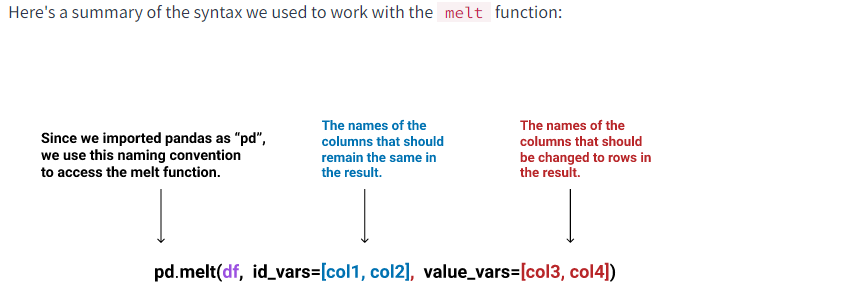 Here's a summary of the syntax we used to work with the melt function:
Since we imported pandas as “pd”,
we use this naming convention
to access the melt function.
The names of the
columns that should
remain the same in
the result.
The names of the
columns that should
be changed to rows in
the result.
pd.melt(df, id_vars=[col1, col2], value_vars=[col3, col4])